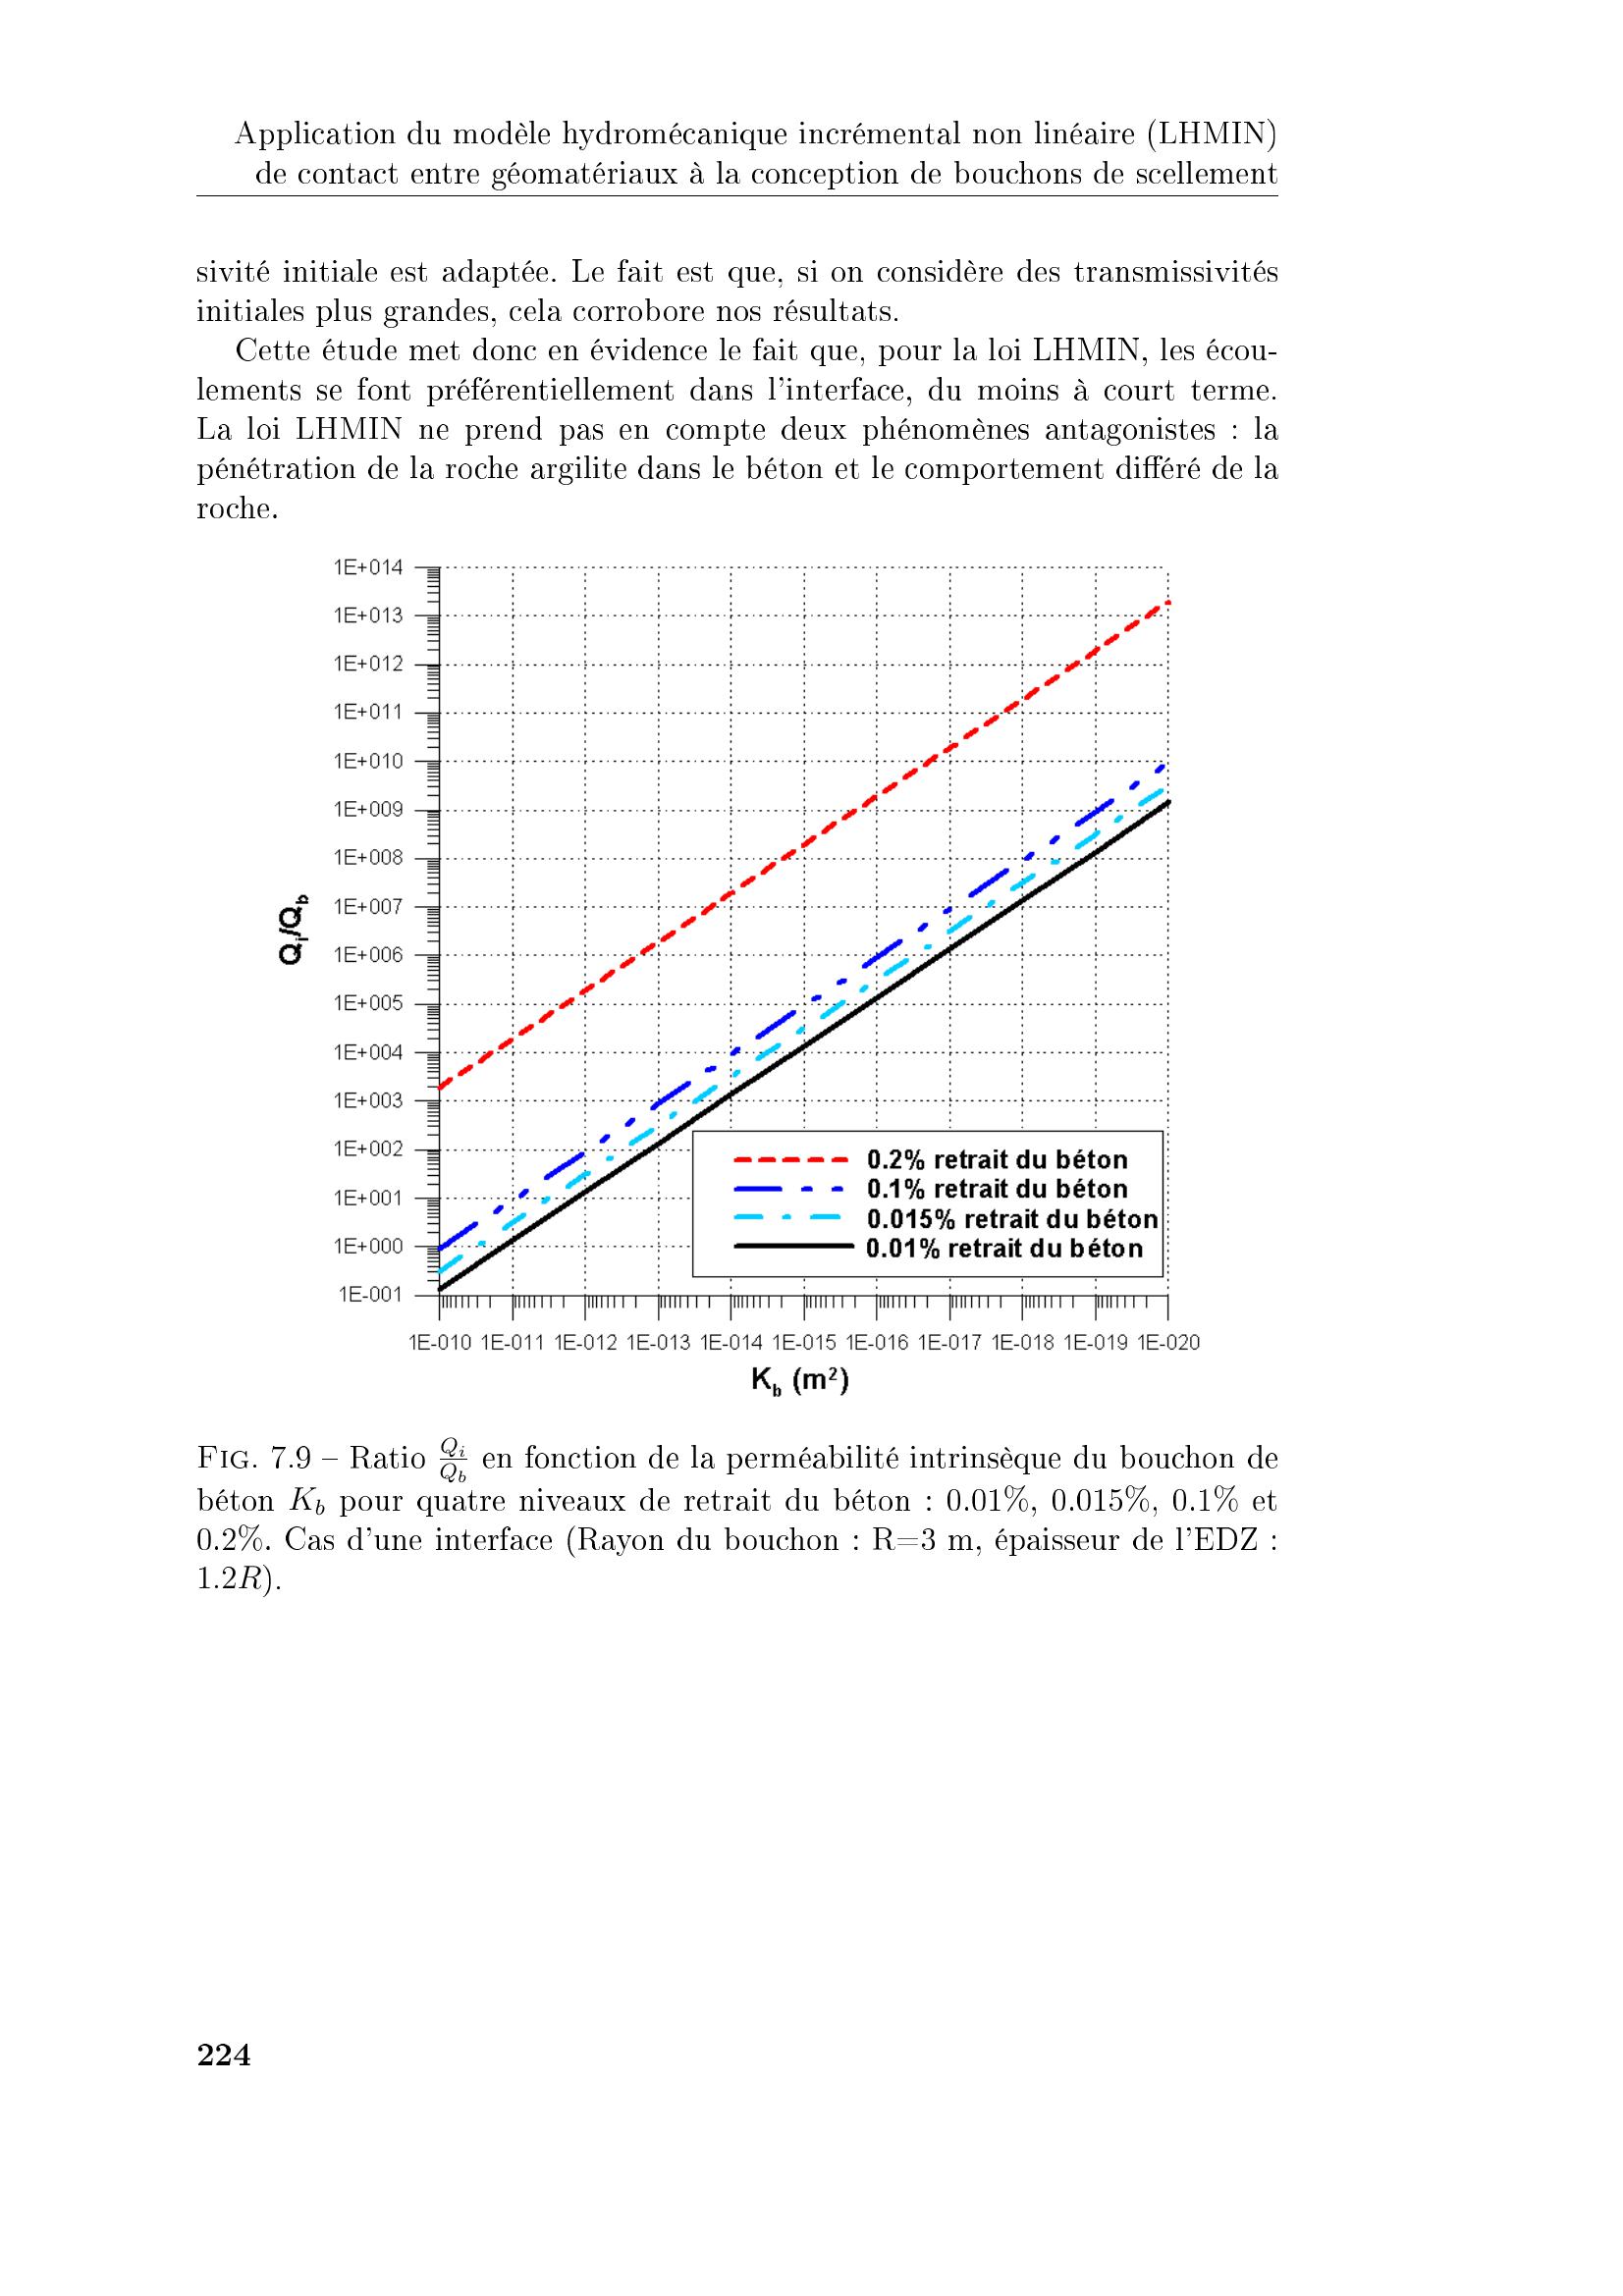 Application du modèle hydromécanique incrémental non linéaire (LHMIN)
de contact entre géomatériaux à la conception de bouchons de scellement
sivité initiale est adaptée. Le fait est que, si on considère des transmissivités
initiales plus grandes, cela corrobore nos résultats.
Cette étude met donc en évidence le fait que, pour la loi LHMIN, les écou-
lements se font préférentiellement dans l'interface, du moins à court terme.
La loi LHMIN ne prend pas en compte deux phénomènes antagonistes : la
pénétration de la roche argilite dans le béton et le comportement différé de la
roche.
1E+014
1E+013
1E+012
1E+011
1E+010
1E+009
1E+008
1E+007
1E+006
1E+005
1E+004
1E+003
1E+002
1E+001
1E+000
1E-001
Qi/Qb
0.2% retrait du béton
0.1% retrait du béton
0.015% retrait du béton
0.01% retrait du béton
1E-010 1E-011 1E-012 1E-013 1E-014 1E-015 1E-016 1E-017 1E-018 1E-019 1E-020
Kb (m²)
FIG. 7.9 – Ratio Qi/Qb en fonction de la perméabilité intrinsèque du bouchon de
béton Kb pour quatre niveaux de retrait du béton : 0.01%, 0.015%, 0.1% et
0.2%. Cas d'une interface (Rayon du bouchon : R=3 m, épaisseur de l'EDZ :
1.2R).
224